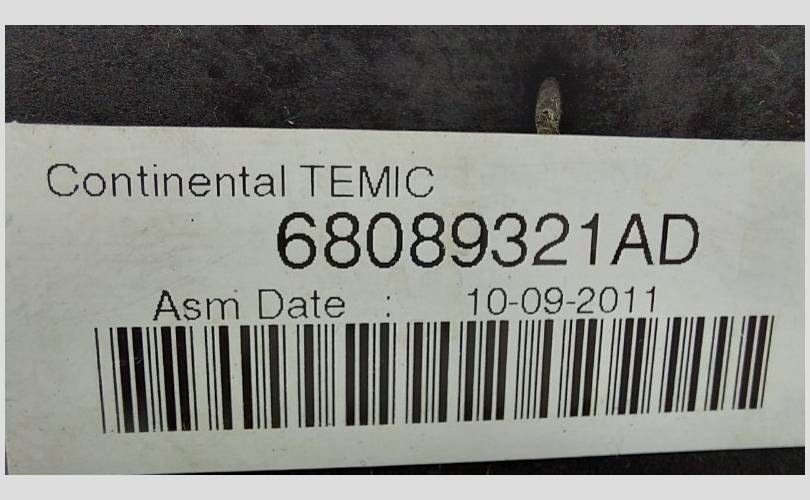 Continental TEMIC
68089321AD
Asm Date : 10-09-2011